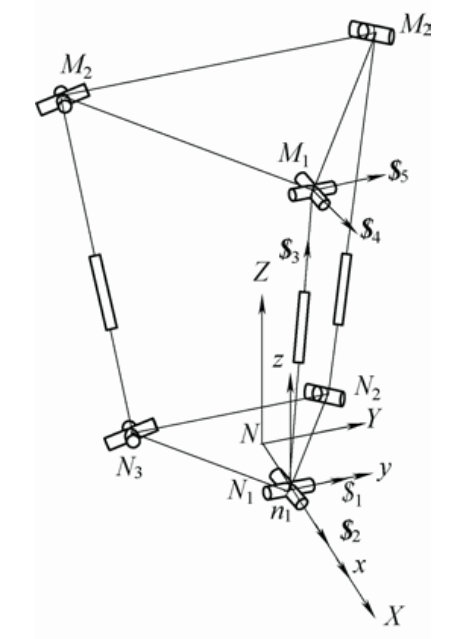 M₂
M₂
M₁
$₅
$₄
$₃
Z
z
N₂
N
Y
N₃
N₁
n₁
y
$₁
$₂
x
X